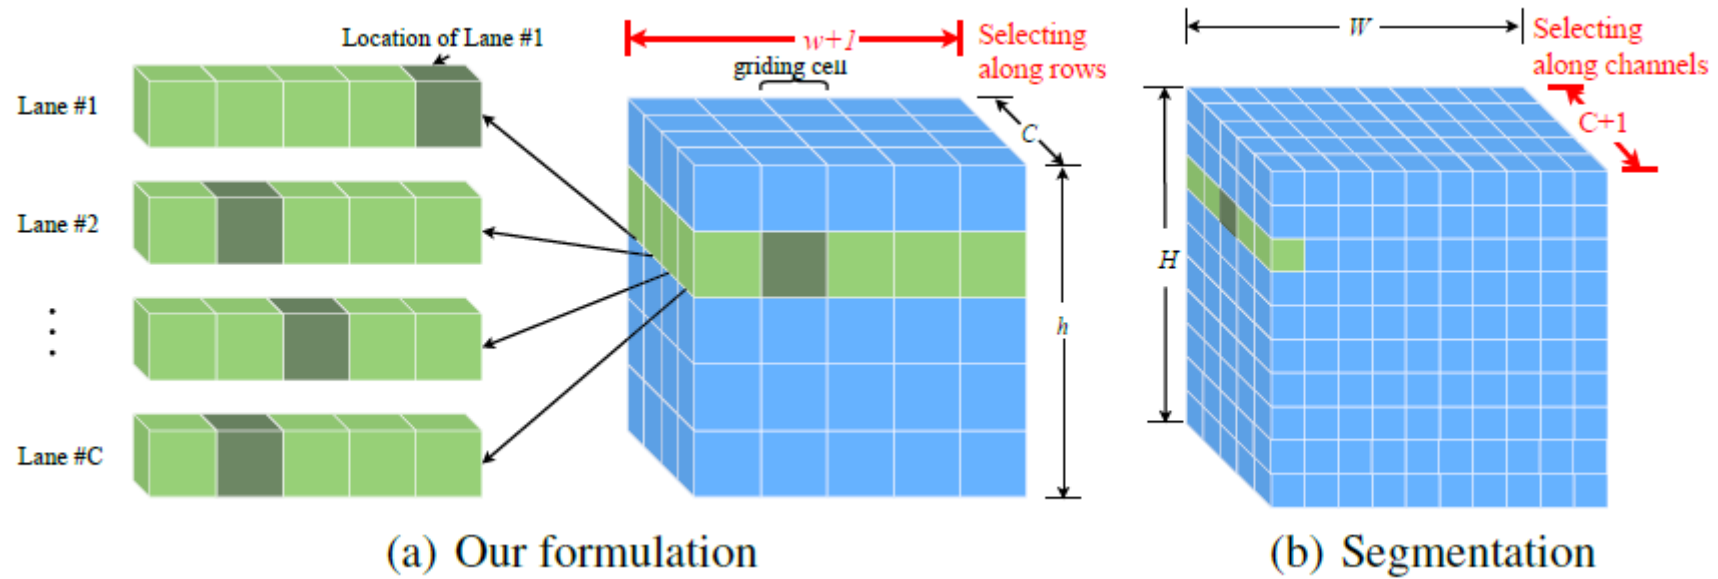 Location of Lane #1
Lane #1
Lane #2
Lane #C
w+1
griding cell
Selecting
along rows
C
h
(a) Our formulation
W
Selecting
along channels
C+1
H
(b) Segmentation